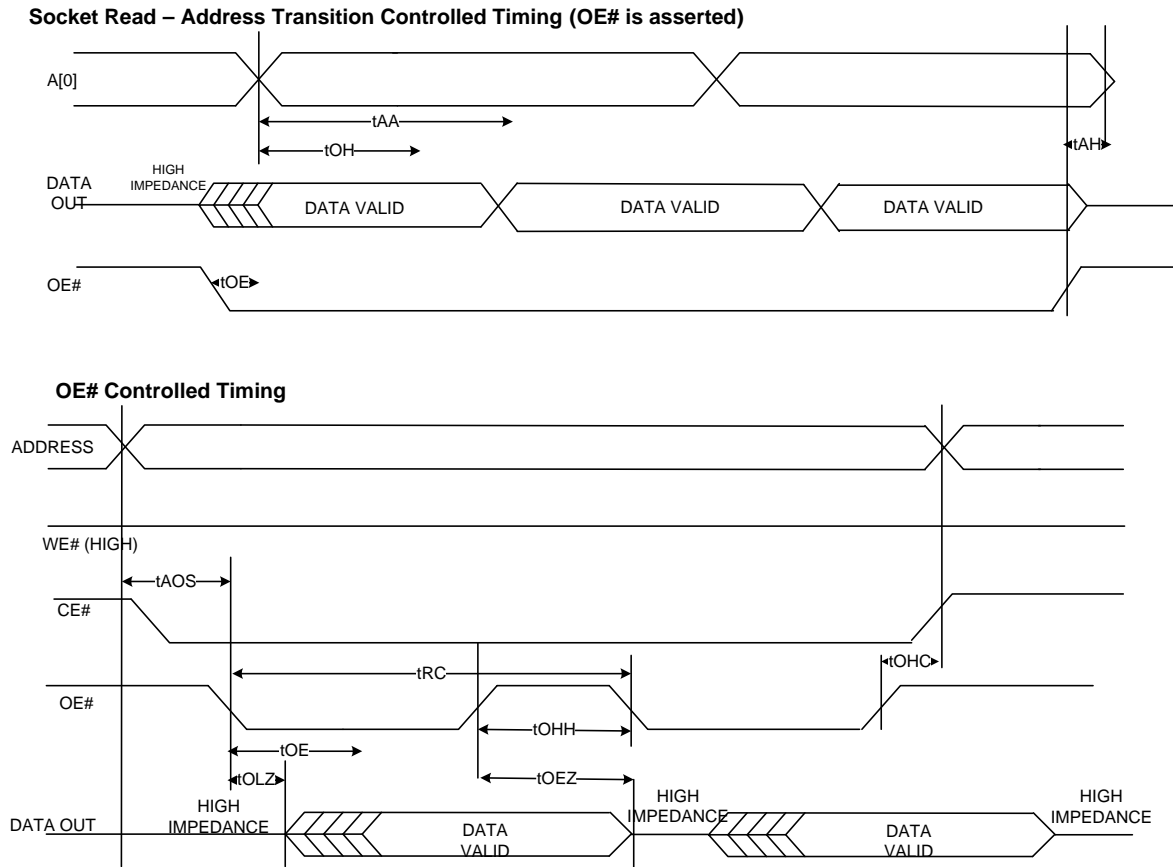 Socket Read – Address Transition Controlled Timing (OE# is asserted)
A[0]
tAA
tOH
tAH
HIGH
IMPEDANCE
DATA
OUT
DATA VALID
DATA VALID
DATA VALID
OE#
tOE
OE# Controlled Timing
ADDRESS
WE# (HIGH)
tAOS
CE#
tRC
tOHC
OE#
tOHH
tOE
tOLZ
tOEZ
HIGH
IMPEDANCE
HIGH
IMPEDANCE
HIGH
IMPEDANCE
DATA OUT
DATA
VALID
DATA
VALID